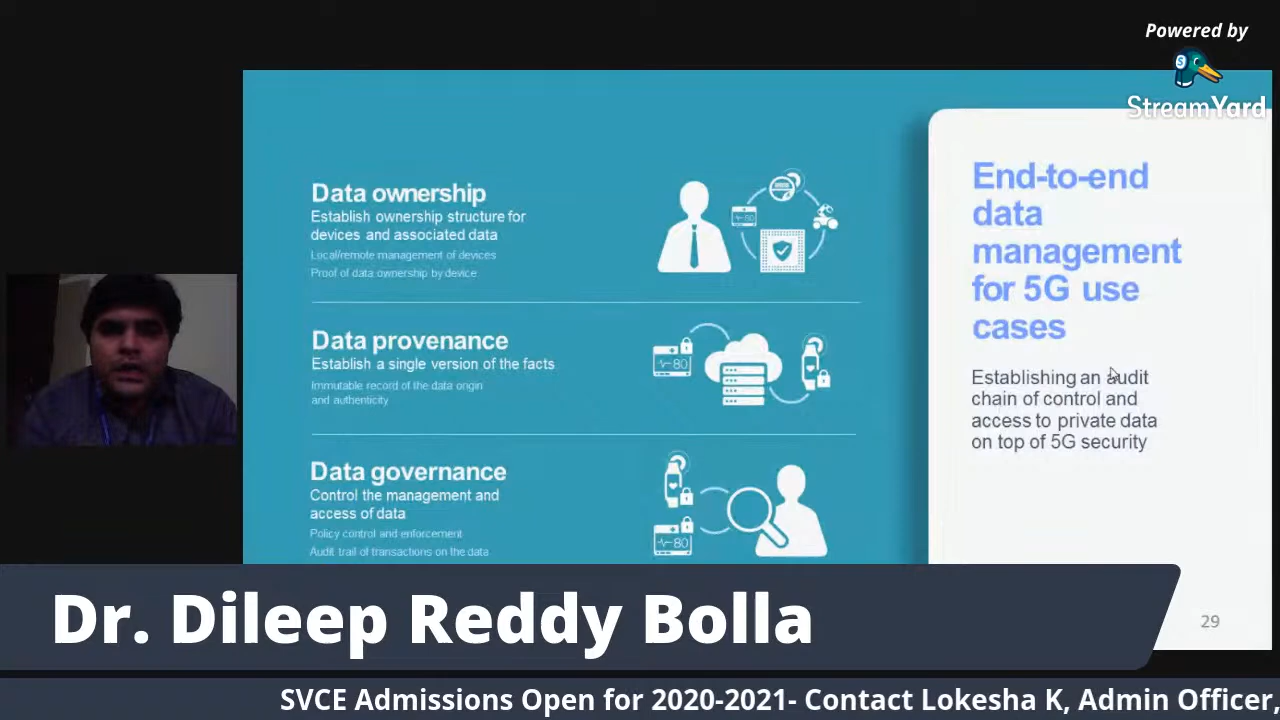 Powered by
StreamYard
Data ownership
Establish ownership structure for
devices and associated data
Local/remote management of devices
Proof of data ownership by device
Data provenance
Establish a single version of the facts
Immutable record of the data origin
and authenticity
Data governance
Control the management and
access of data
Policy control and enforcement
Audit trail of transactions on the data
80
80
80
End-to-end
data
management
for 5G use
cases
Establishing an audit
chain of control and
access to private data
on top of 5G security
29
Dr. Dileep Reddy Bolla
SVCE Admissions Open for 2020-2021- Contact Lokesha K, Admin Officer,